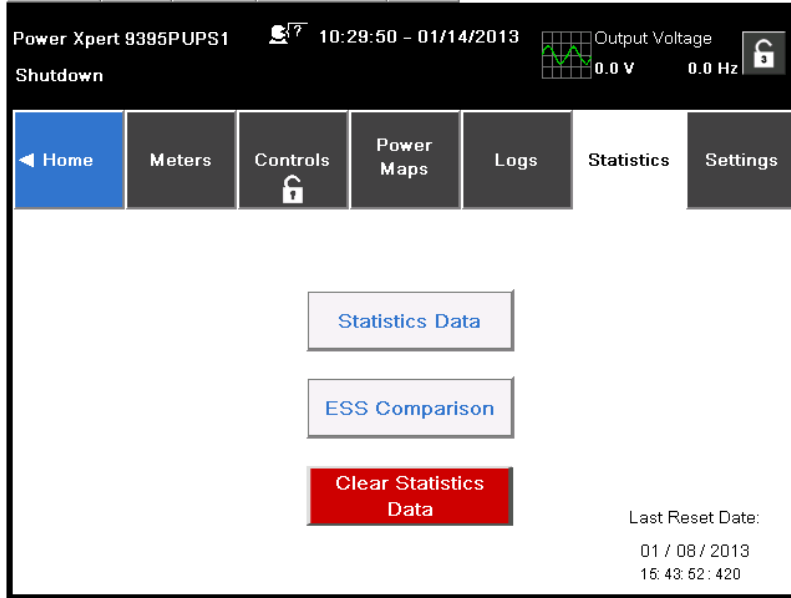 Power Xpert 9395PUPS1
? 10:29:50 - 01/14/2013
Output Voltage
Shutdown
0.0 V 0.0 Hz
3
Home
Meters
Controls
1
Power
Maps
Logs
Statistics
Settings
Statistics Data
ESS Comparison
Clear Statistics
Data
Last Reset Date:
01 / 08 / 2013
15: 43: 52 : 420